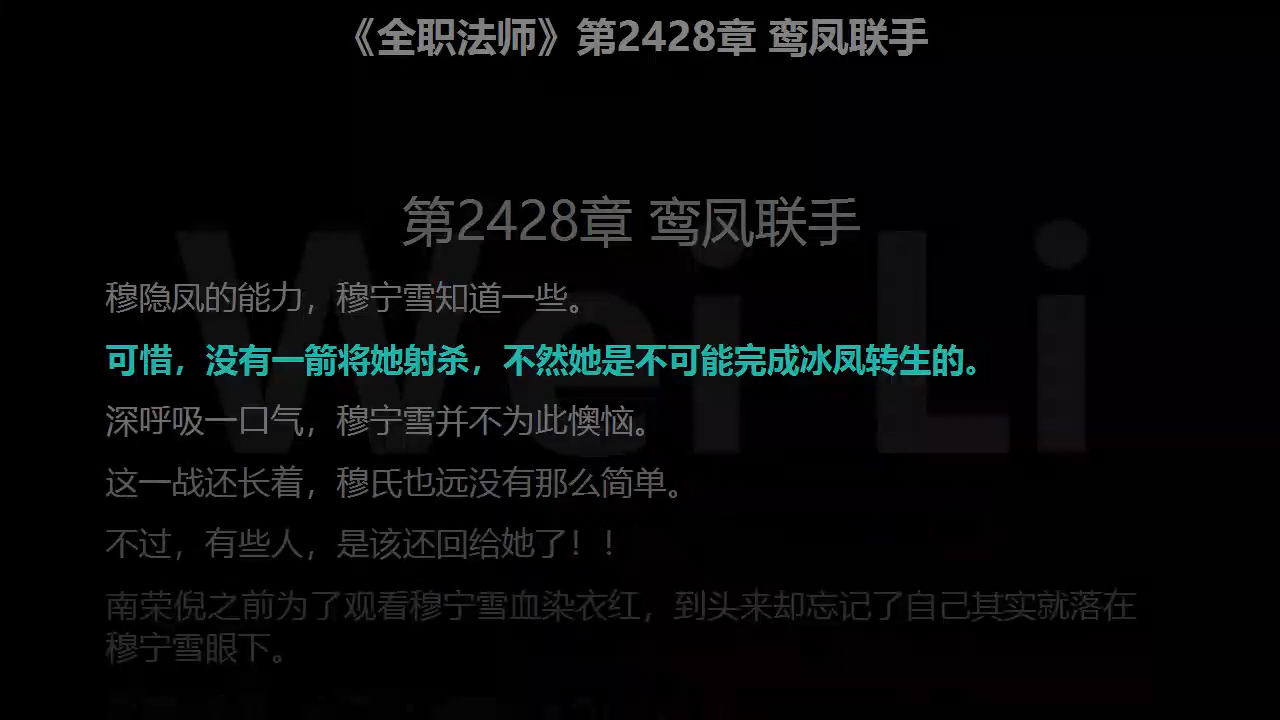 《全职法师》第2428章 鸾凤联手
第2428章 鸾凤联手
Wei Li
穆隐凤的能力，穆宁雪知道一些。
可惜，没有一箭将她射杀，不然她是不可能完成冰凤转生的。
深呼吸一口气，穆宁雪并不为此懊恼。
这一战还长着，穆氏也远没有那么简单。
不过，有些人，是该还回给她了！！
南荣倪之前为了观看穆宁雪血染衣红，到头来却忘记了自己其实就落在
穆宁雪眼下。